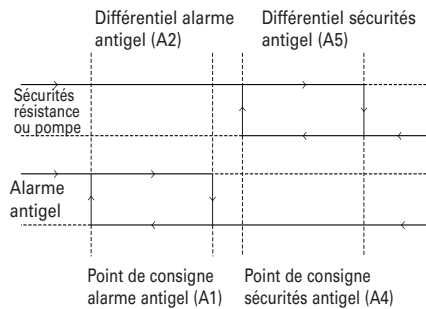 Différentiel alarme
antigel (A2)
Différentiel sécurités
antigel (A5)
Sécurités
résistance
ou pompe
Alarme
antigel
Point de consigne
alarme antigel (A1)
Point de consigne
sécurités antigel (A4)